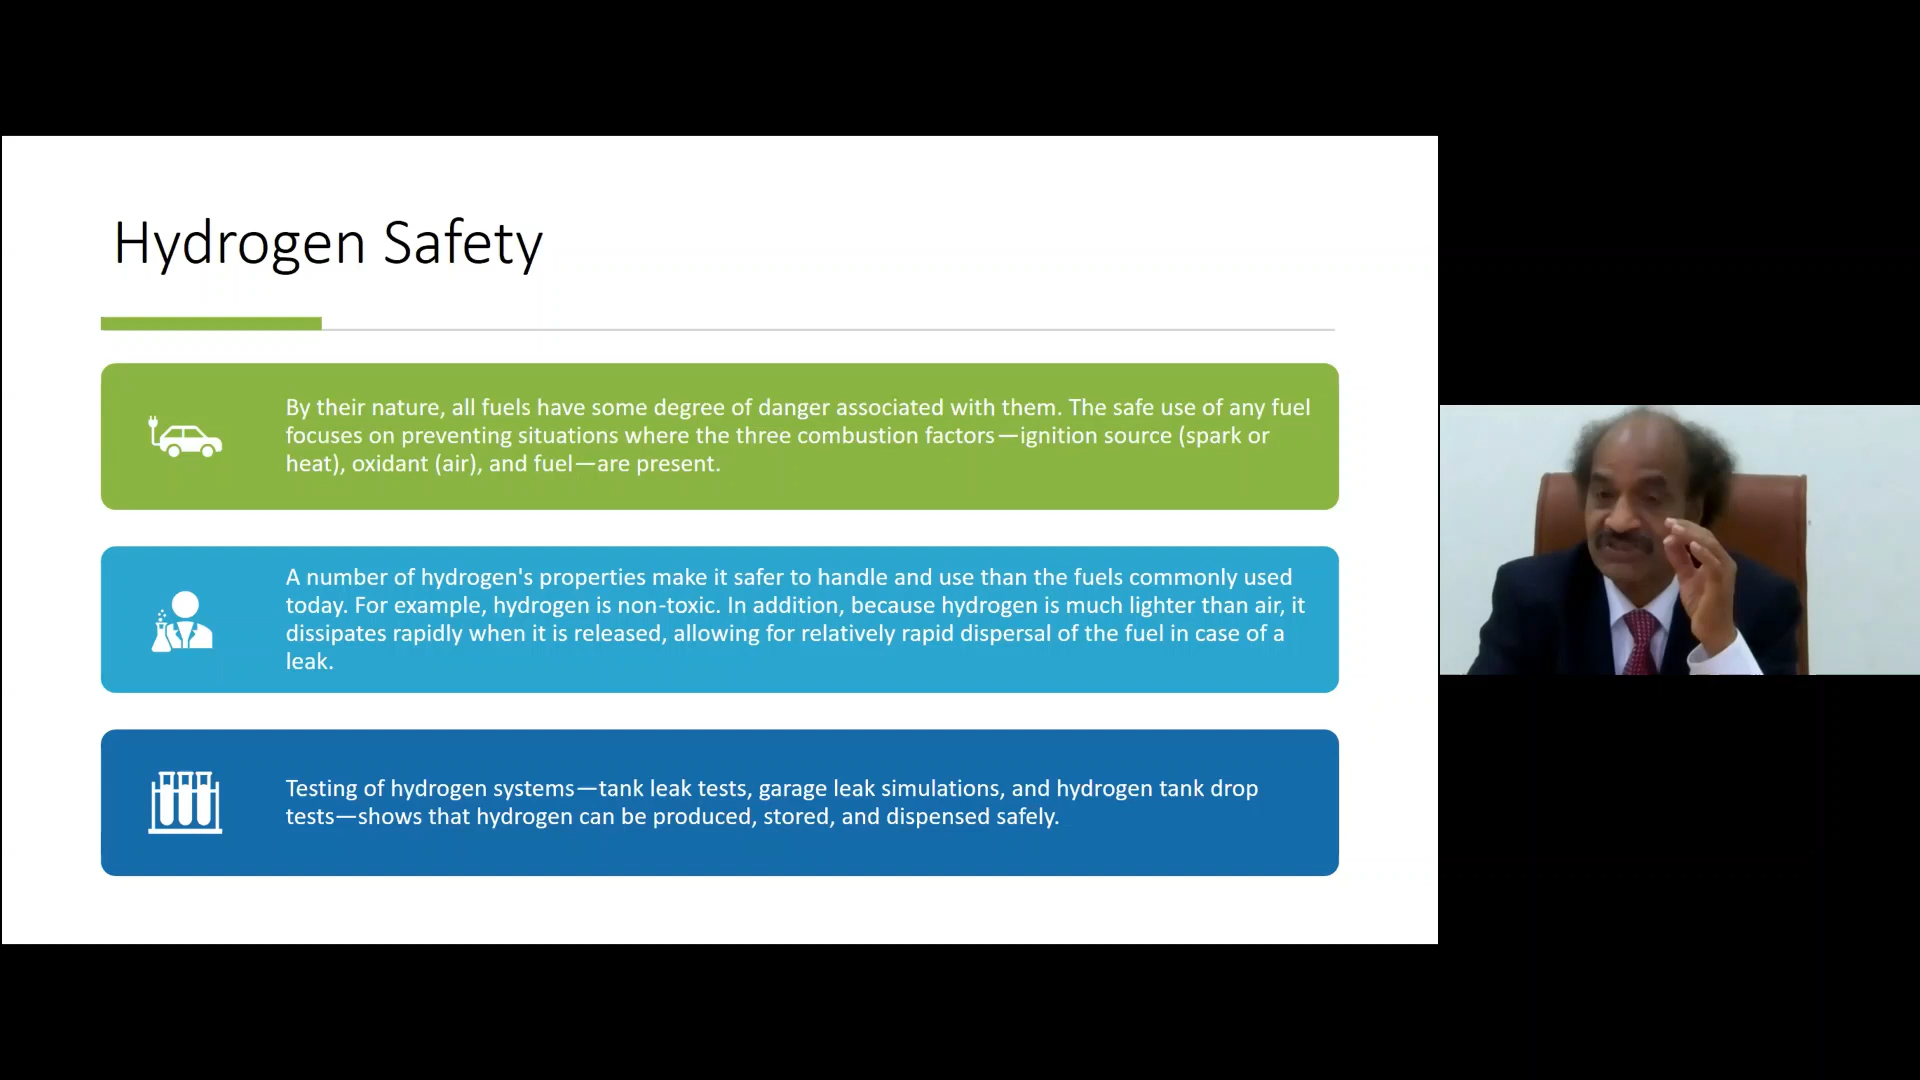 Hydrogen Safety
By their nature, all fuels have some degree of danger associated with them. The safe use of any fuel
focuses on preventing situations where the three combustion factors—ignition source (spark or
heat), oxidant (air), and fuel—are present.
A number of hydrogen's properties make it safer to handle and use than the fuels commonly used
today. For example, hydrogen is non-toxic. In addition, because hydrogen is much lighter than air, it
dissipates rapidly when it is released, allowing for relatively rapid dispersal of the fuel in case of a
leak.
Testing of hydrogen systems—tank leak tests, garage leak simulations, and hydrogen tank drop
tests—shows that hydrogen can be produced, stored, and dispensed safely.